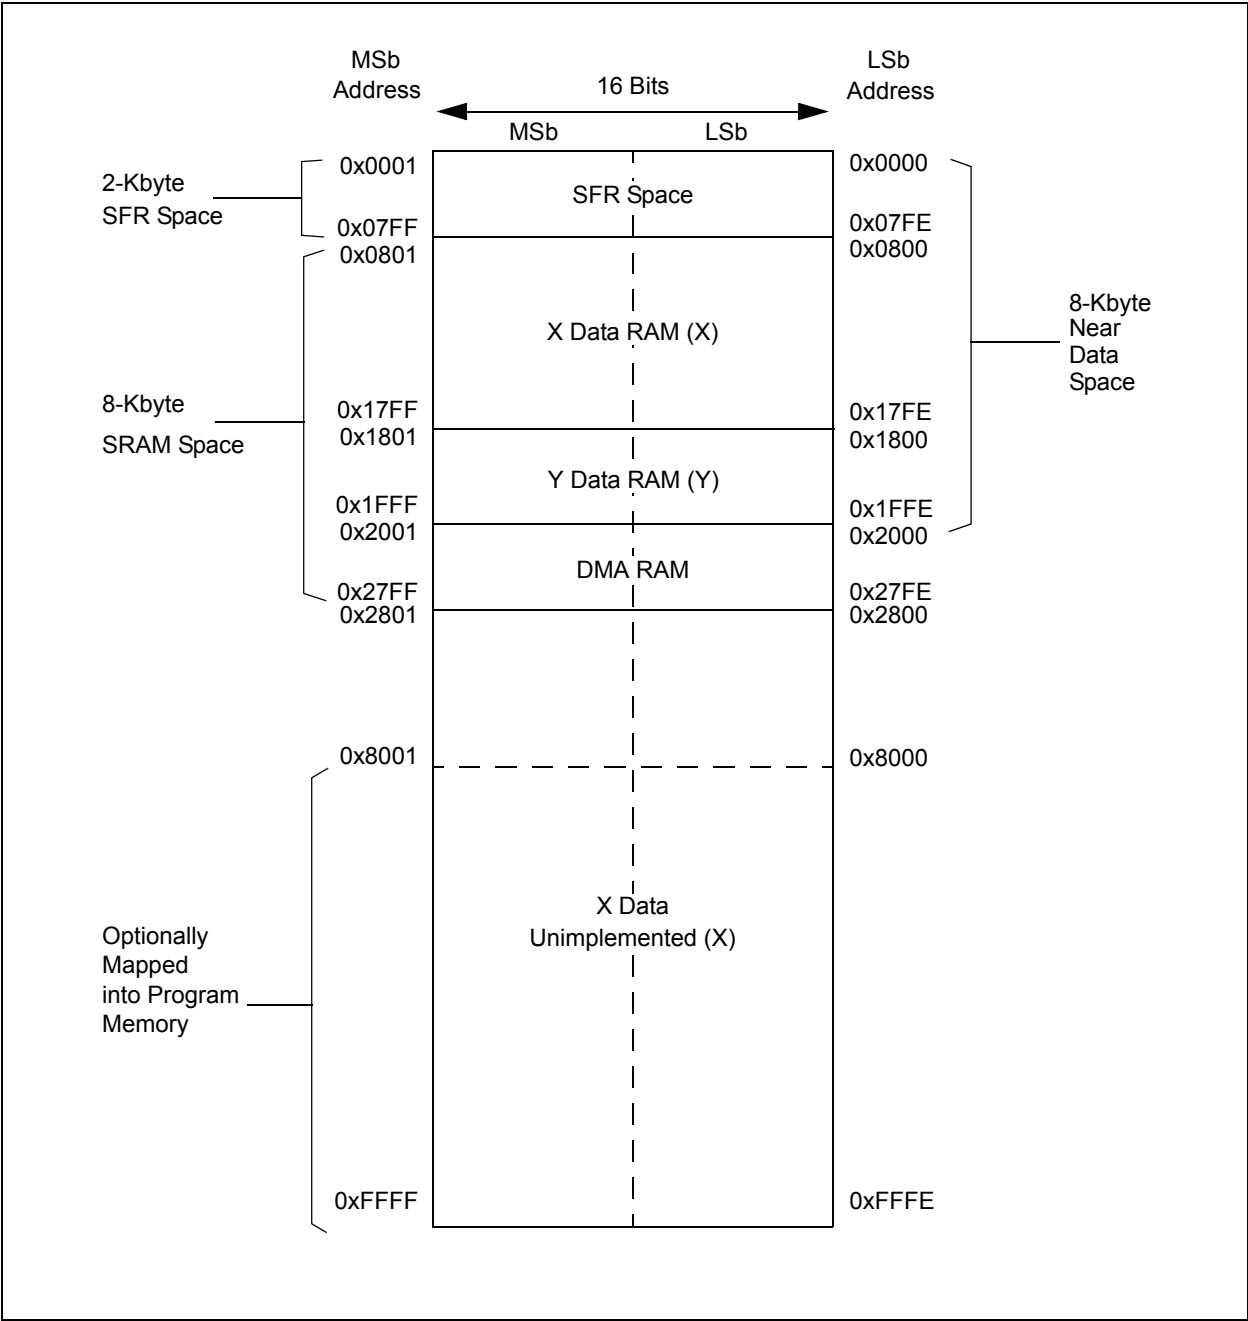 MSb
Address
16 Bits
LSb
Address
MSb
LSb
2-Kbyte
SFR Space
0x0001
SFR Space
0x0000
0x07FF
0x07FE
0x0801
0x0800
X Data RAM (X)
8-Kbyte
Near
Data
Space
8-Kbyte
SRAM Space
0x17FF
0x17FE
0x1801
0x1800
Y Data RAM (Y)
0x1FFF
0x1FFE
0x2001
0x2000
DMA RAM
0x27FF
0x27FE
0x2801
0x2800
0x8001
0x8000
X Data
Unimplemented (X)
Optionally
Mapped
into Program
Memory
0xFFFF
0xFFFE